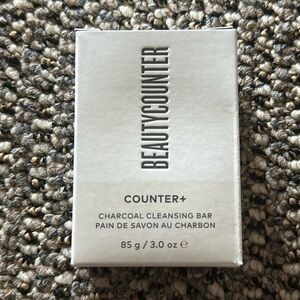 BEAUTYCOUNTER
COUNTER+
CHARCOAL CLEANSING BAR
PAIN DE SAVON AU CHARBON
85 g / 3.0 oz ℮